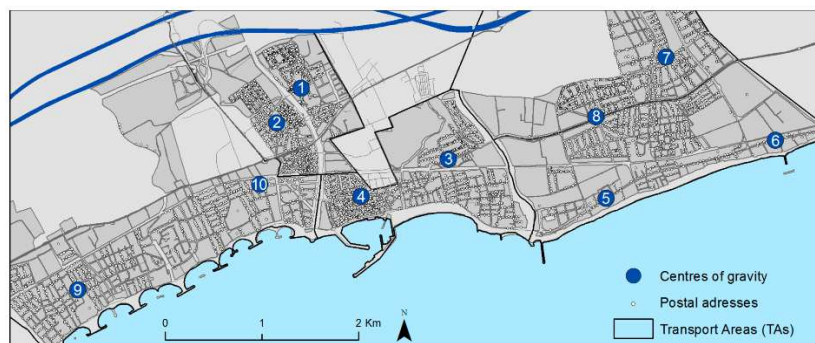 1
7
2
8
6
3
10
4
5
9
Centres of gravity
Postal adresses
Transport Areas (TAs)
N
0 1 2 Km